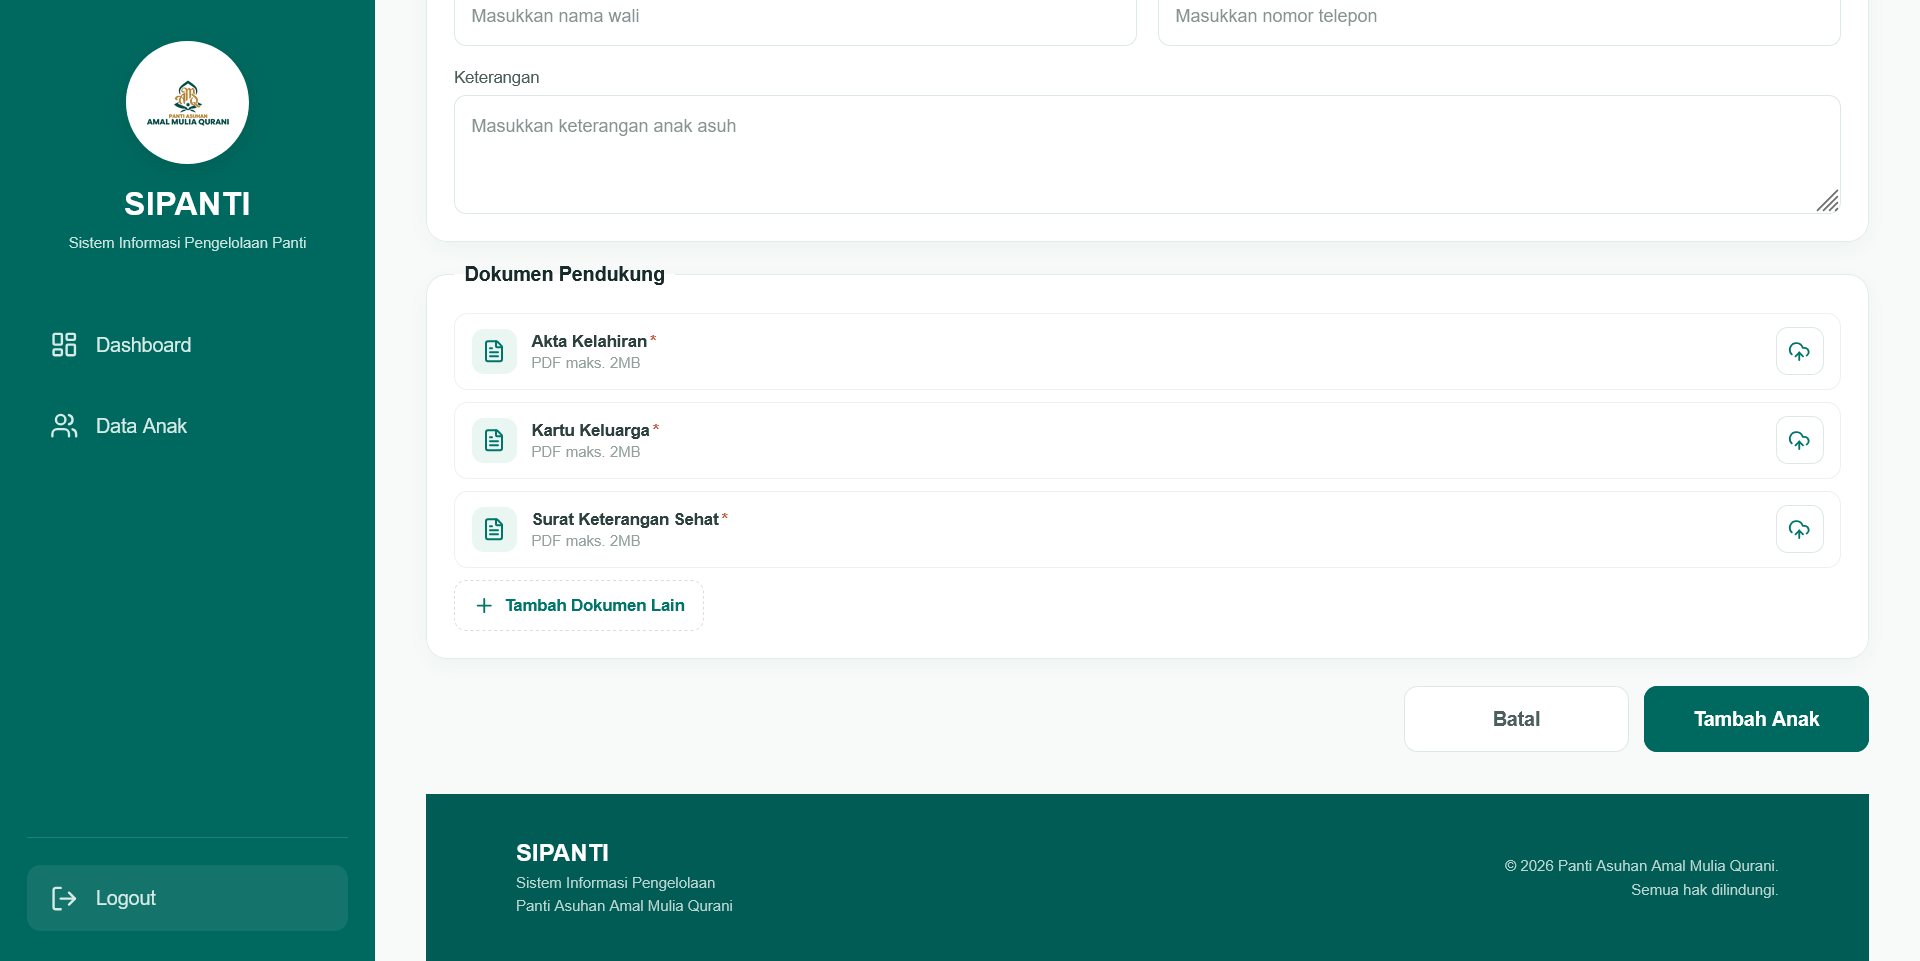 PANTI ASUHAN
AMAL MULIA QURANI
SIPANTI
Sistem Informasi Pengelolaan Panti
Dashboard
Data Anak
Logout
Masukkan nama wali
Masukkan nomor telepon
Keterangan
Masukkan keterangan anak asuh
Dokumen Pendukung
Akta Kelahiran *
PDF maks. 2MB
Kartu Keluarga *
PDF maks. 2MB
Surat Keterangan Sehat *
PDF maks. 2MB
Tambah Dokumen Lain
Batal
Tambah Anak
SIPANTI
Sistem Informasi Pengelolaan
Panti Asuhan Amal Mulia Qurani
© 2026 Panti Asuhan Amal Mulia Qurani.
Semua hak dilindungi.